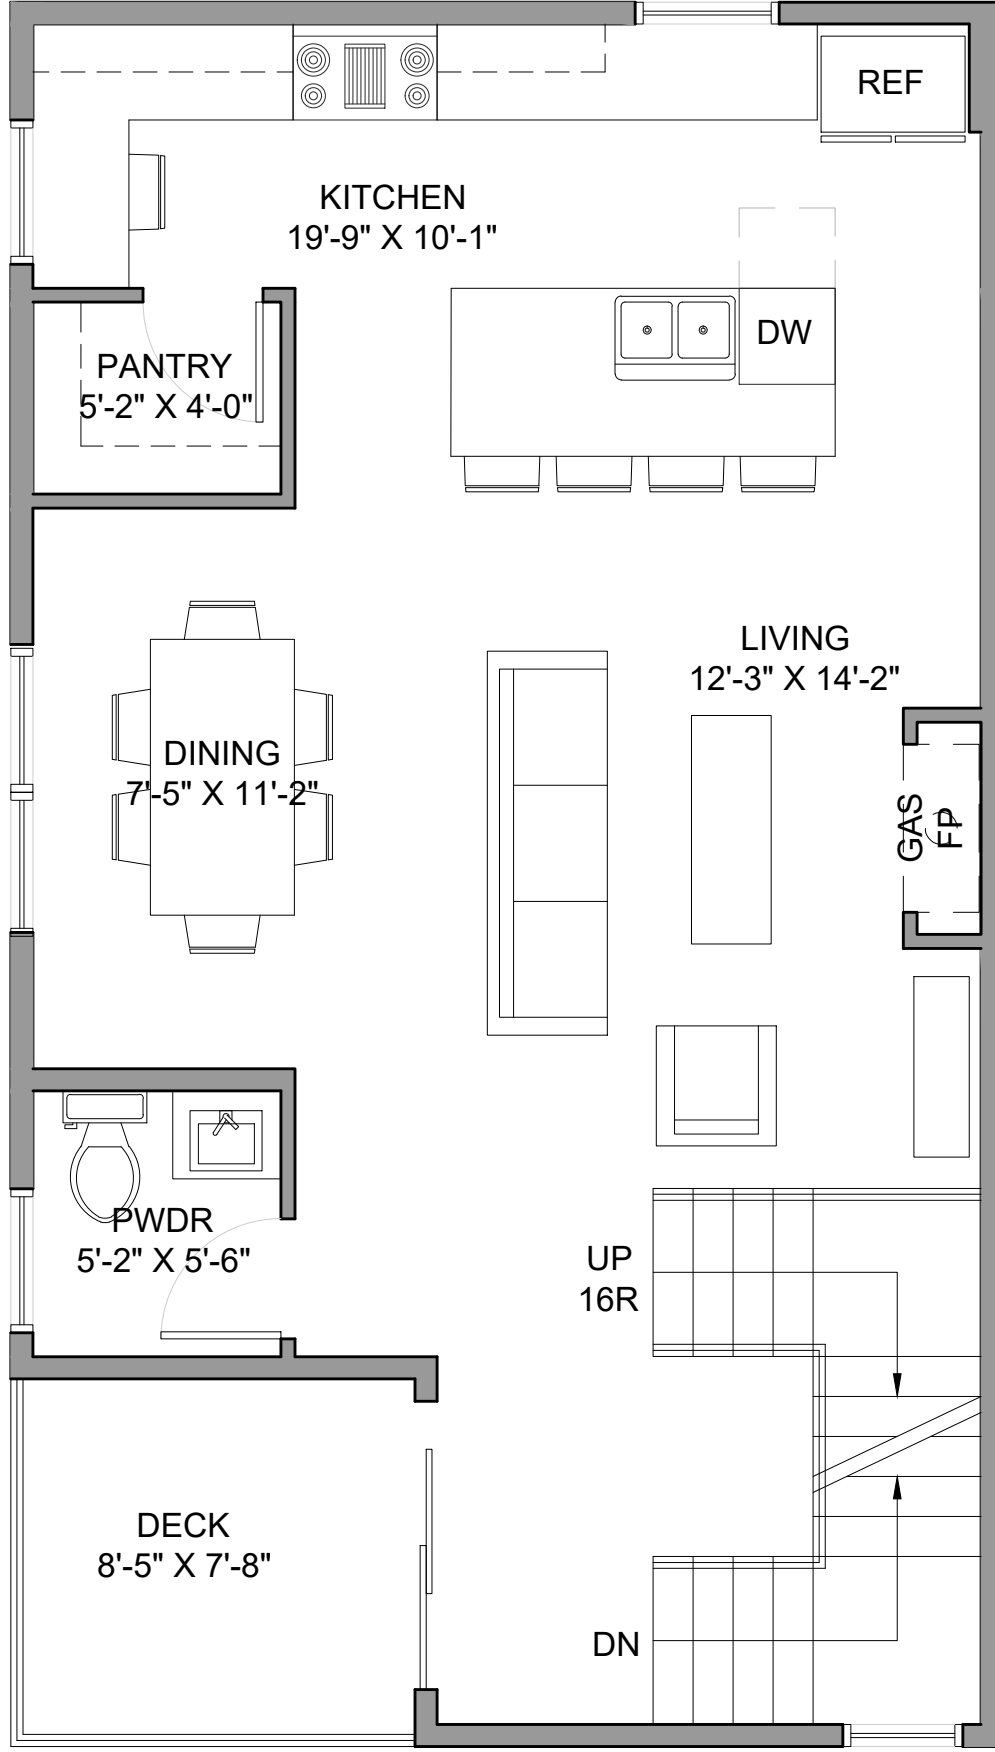 REF
KITCHEN
19'-9" X 10'-1"
DW
PANTRY
5'-2" X 4'-0"
LIVING
12'-3" X 14'-2"
DINING
7'-5" X 11'-2"
GAS
FP
PWDR
5'-2" X 5'-6"
UP
16R
DECK
8'-5" X 7'-8"
DN